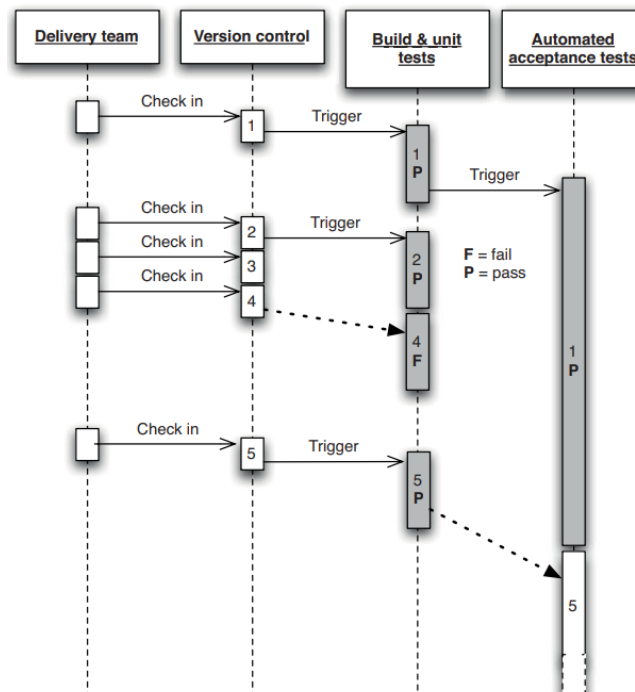 Delivery team
Version control
Build & unit
tests
Automated
acceptance tests
Check in
1
Trigger
1
P
Trigger
Check in
2
Trigger
Check in
3
2
P
F = fail
P = pass
Check in
4
4
F
1
P
Check in
5
Trigger
5
P
5